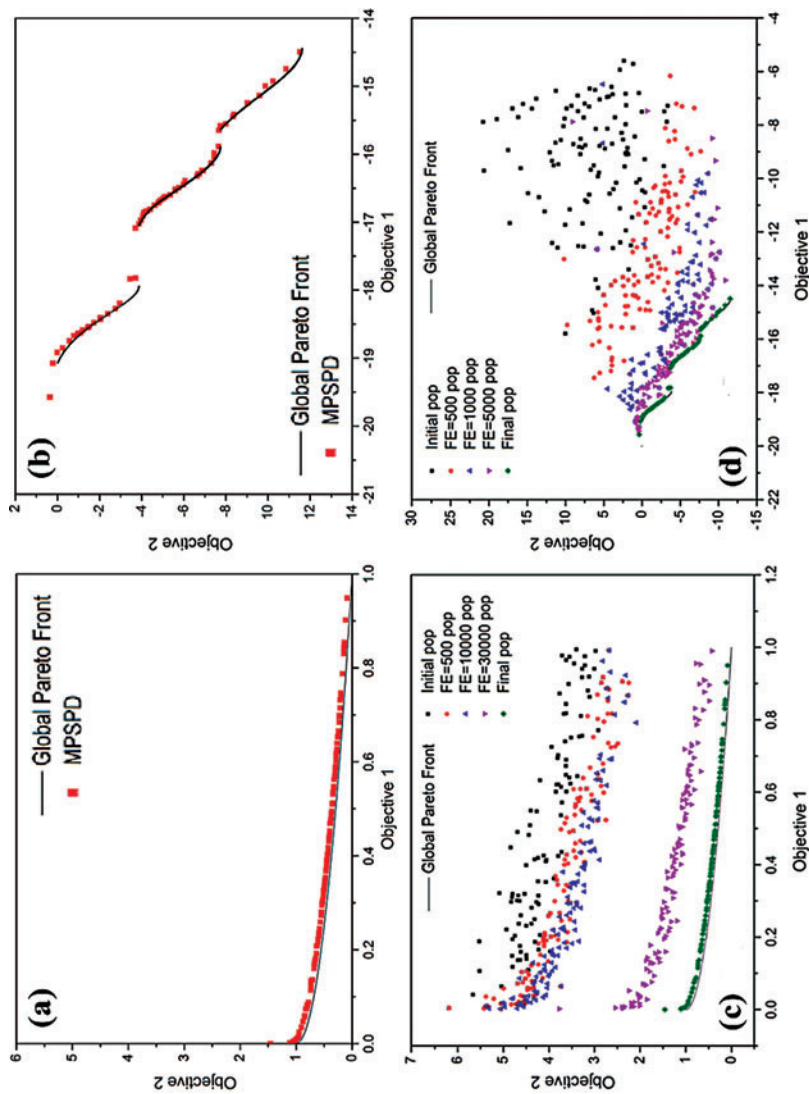 (a)
Global Pareto Front
MPSPD
Objective 2
6
5
4
3
2
1
0
0.0 0.2 0.4 0.6 0.8 1.0
Objective 1
(b)
Global Pareto Front
MPSPD
Objective 2
2
0
-2
-4
-6
-8
-10
-12
14
-21 -20 -19 -18 -17 -16 -15 -14
Objective 1
(c)
Global Pareto Front
Initial pop
FE=500 pop
FE=10000 pop
FE=30000 pop
Final pop
Objective 2
7
6
5
4
3
2
1
0
0.0 0.2 0.4 0.6 0.8 1.0 1.2
Objective 1
(d)
Initial pop
FE=500 pop
FE=1000 pop
FE=5000 pop
Final pop
Global Pareto Front
Objective 2
30
25
20
15
10
5
0
-5
-10
-15
-22 -20 -18 -16 -14 -12 -10 -8 -6 -4
Objective 1